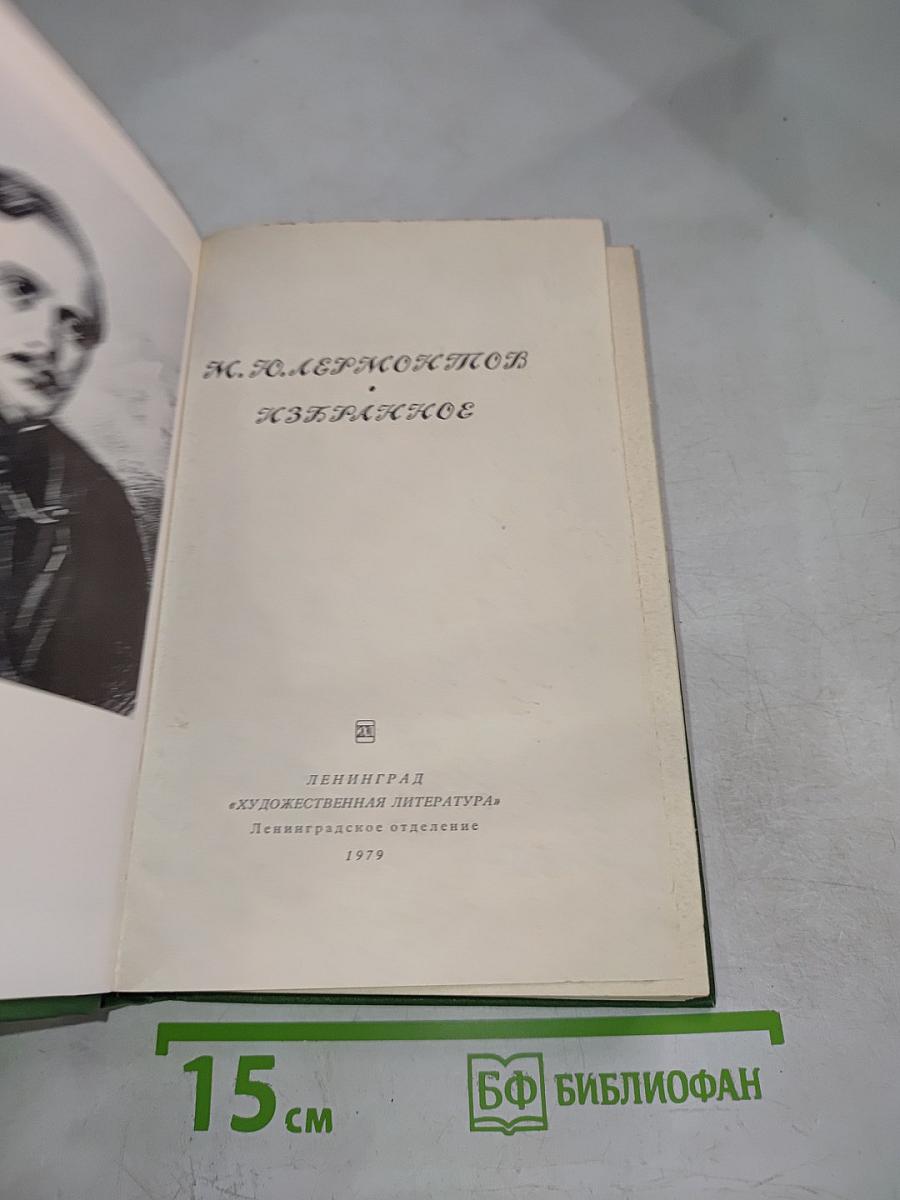 М. Ю. ЛЕРМОНТОВ
•
ИЗБРАННОЕ
ЛЕНИНГРАД
«ХУДОЖЕСТВЕННАЯ ЛИТЕРАТУРА»
Ленинградское отделение
1979
15 см
БФ БИБЛИОФАН